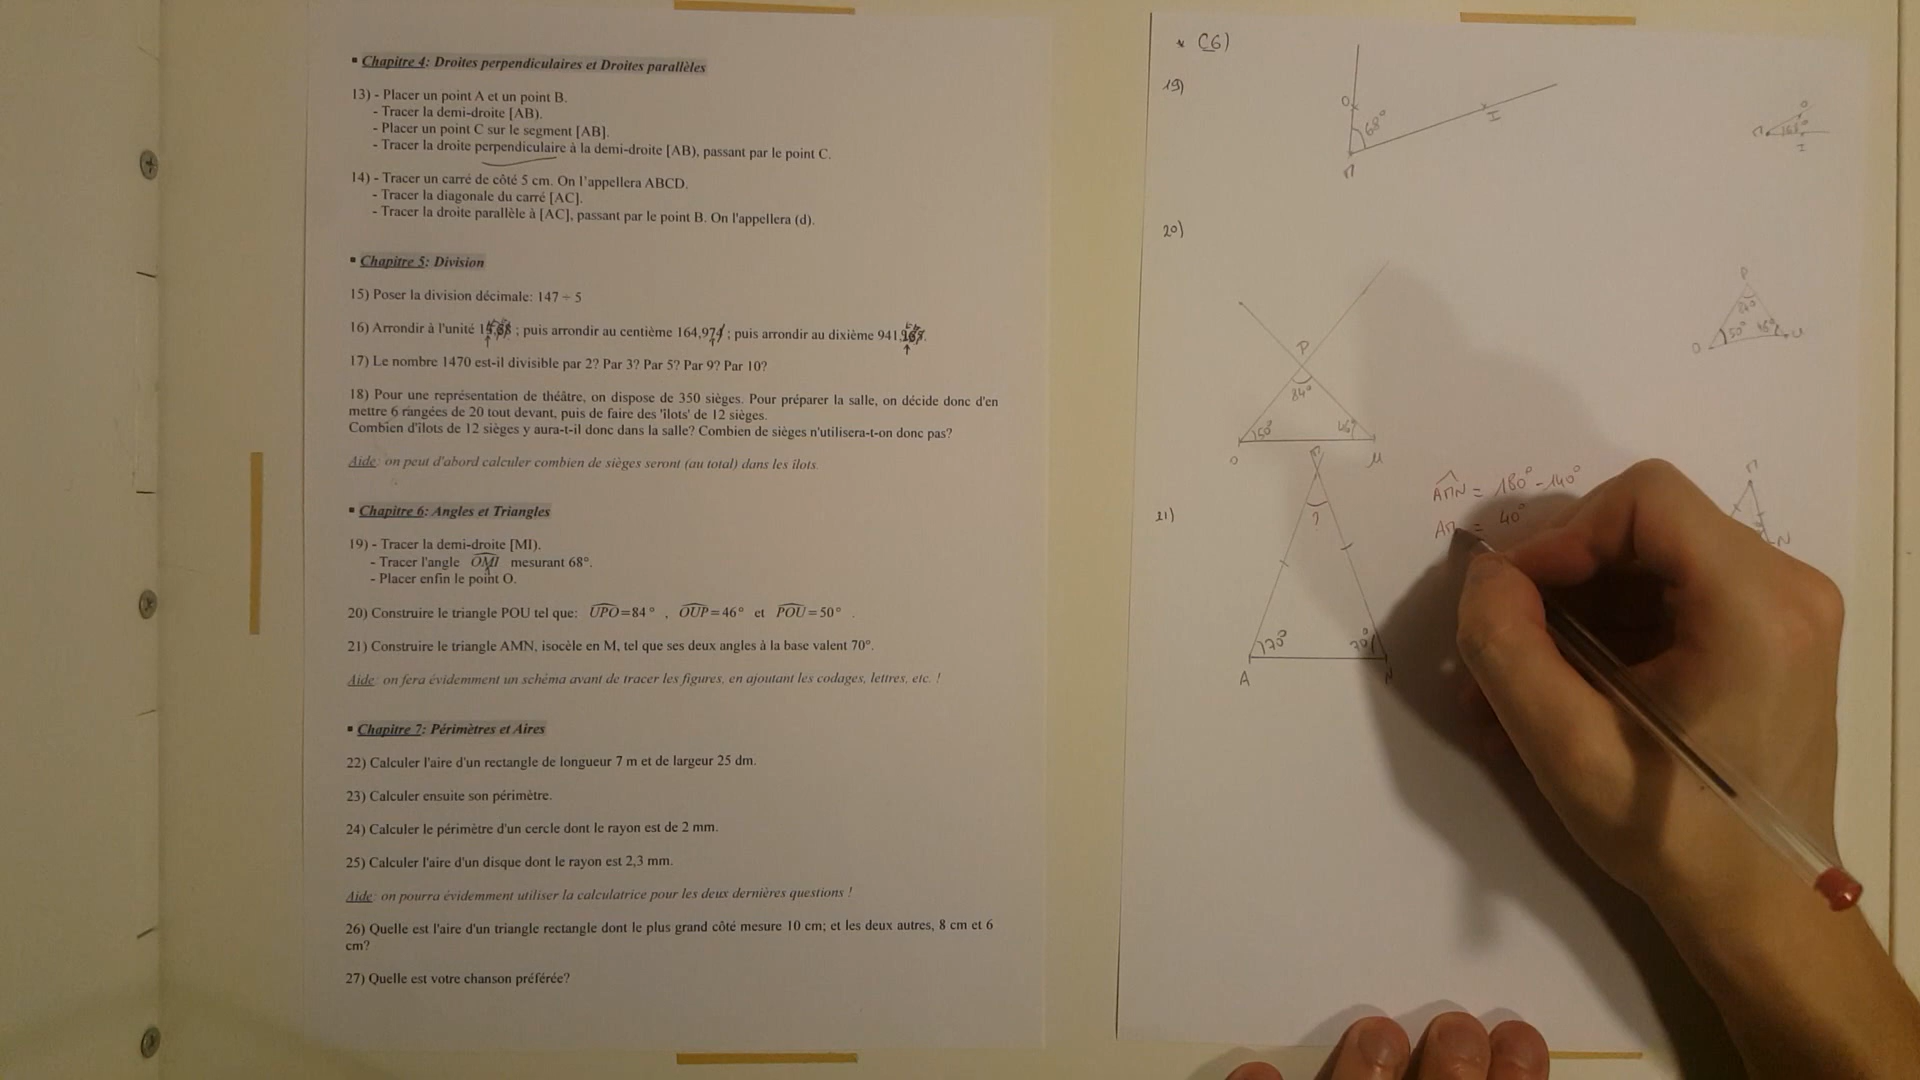 ▪ Chapitre 4: Droites perpendiculaires et Droites parallèles
13) - Placer un point A et un point B.
- Tracer la demi-droite [AB).
- Placer un point C sur le segment [AB].
- Tracer la droite perpendiculaire à la demi-droite [AB), passant par le point C.
14) - Tracer un carré de côté 5 cm. On l'appellera ABCD.
- Tracer la diagonale du carré [AC].
- Tracer la droite parallèle à [AC], passant par le point B. On l'appellera (d).
▪ Chapitre 5: Division
15) Poser la division décimale: 147 ÷ 5
16) Arrondir à l'unité ; puis arrondir au centième 164,971 ; puis arrondir au dixième
17) Le nombre 1470 est-il divisible par 2? Par 3? Par 5? Par 9? Par 10?
18) Pour une représentation de théâtre, on dispose de 350 sièges. Pour préparer la salle, on décide donc d'en
mettre 6 rangées de 20 tout devant, puis de faire des 'îlots' de 12 sièges.
Combien d'îlots de 12 sièges y aura-t-il donc dans la salle? Combien de sièges n'utilisera-t-on donc pas?
Aide: on peut d'abord calculer combien de sièges seront (au total) dans les îlots.
▪ Chapitre 6: Angles et Triangles
19) - Tracer la demi-droite [MI).
- Tracer l'angle OMI mesurant 68°.
- Placer enfin le point O.
20) Construire le triangle POU tel que: UPO=84° , OUP=46° et POU=50° .
21) Construire le triangle AMN, isocèle en M, tel que ses deux angles à la base valent 70°.
Aide: on fera évidemment un schéma avant de tracer les figures, en ajoutant les codages, lettres, etc. !
▪ Chapitre 7: Périmètres et Aires
22) Calculer l'aire d'un rectangle de longueur 7 m et de largeur 25 dm.
23) Calculer ensuite son périmètre.
24) Calculer le périmètre d'un cercle dont le rayon est de 2 mm.
25) Calculer l'aire d'un disque dont le rayon est 2,3 mm.
Aide: on pourra évidemment utiliser la calculatrice pour les deux dernières questions !
26) Quelle est l'aire d'un triangle rectangle dont le plus grand côté mesure 10 cm; et les deux autres, 8 cm et 6
cm?
27) Quelle est votre chanson préférée?
* C6)
19)
O
68°
I
M
O
M 68°
I
20)
P
84°
50° 46°
O U
P
84°
50° 46°
O U
21)
M
?
70° 70°
A N
AMN = 180° - 140°
AM = 40°
M
N